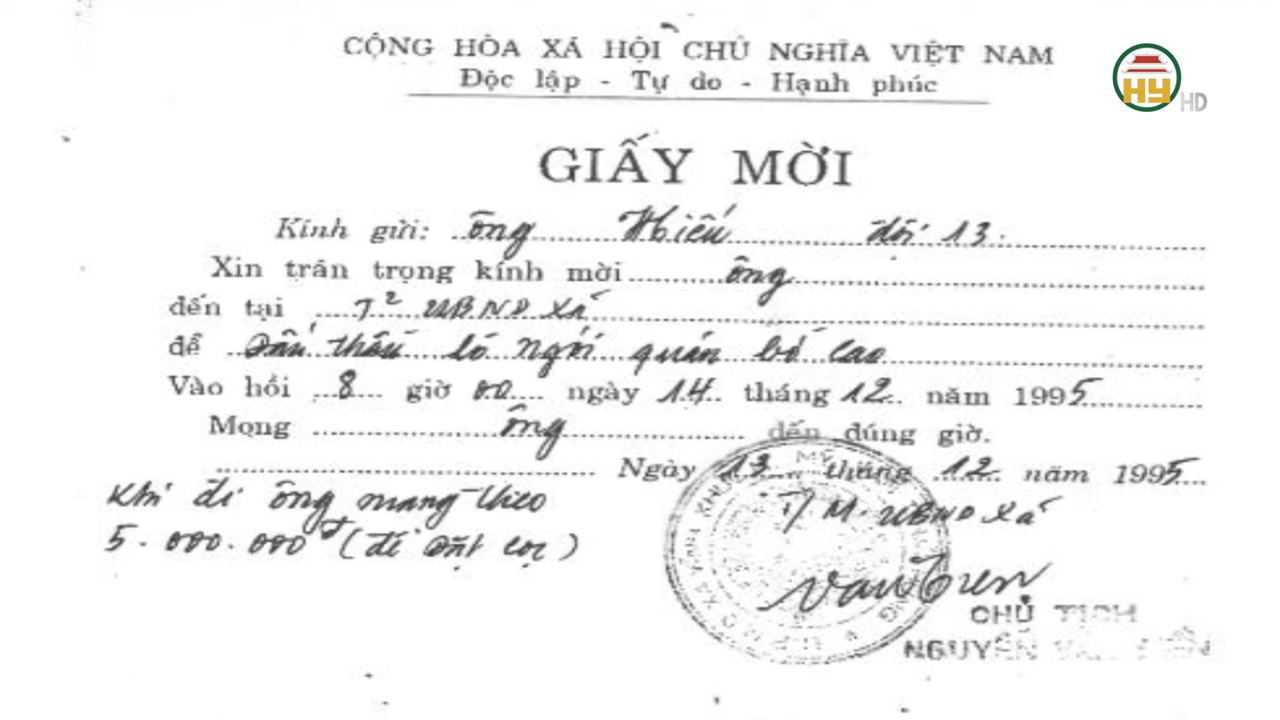 CỘNG HÒA XÃ HỘI CHỦ NGHĨA VIỆT NAM
Độc lập - Tự do - Hạnh phúc
HY HD
GIẤY MỜI
Kính gửi: ông Hiếu đội 13
Xin trân trọng kính mời ông
đến tại UBND xã
để Đấu thầu lò ngói quán bờ cao
Vào hồi 8 giờ 00 ngày 14 tháng 12 năm 1995
Mong ông đến đúng giờ.
Ngày 13 tháng 12 năm 1995
Khi đi ông mang theo
5.000.000đ (để đặt cọc)
T/M. UBND xã
CHỦ TỊCH
NGUYỄN VĂN